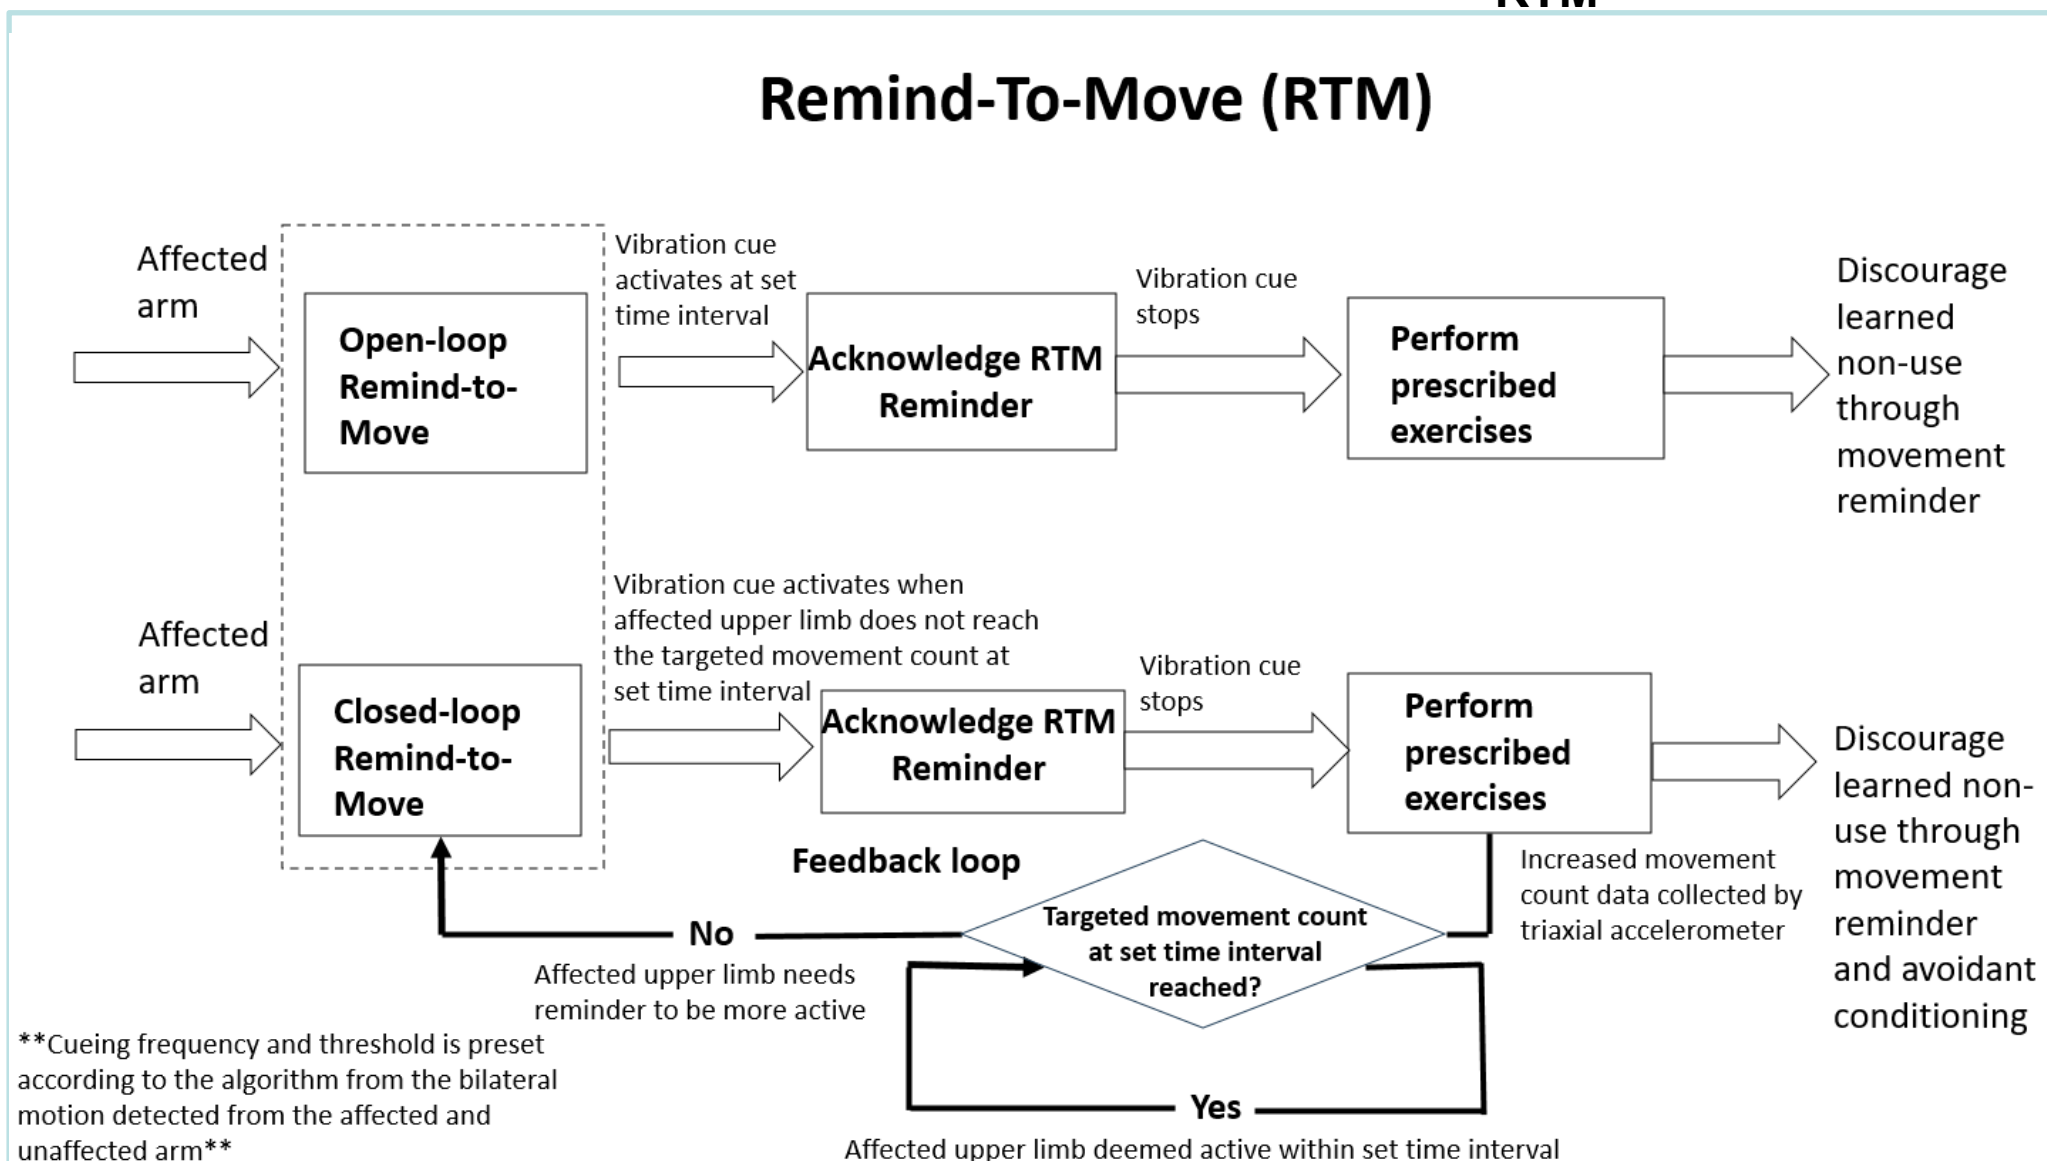 RTM
Remind-To-Move (RTM)
Affected
arm
Open-loop
Remind-to-
Move
Vibration cue
activates at set
time interval
Acknowledge RTM
Reminder
Vibration cue
stops
Perform
prescribed
exercises
Discourage
learned
non-use
through
movement
reminder
Affected
arm
Closed-loop
Remind-to-
Move
Vibration cue activates when
affected upper limb does not reach
the targeted movement count at
set time interval
Acknowledge RTM
Reminder
Vibration cue
stops
Perform
prescribed
exercises
Discourage
learned non-
use through
movement
reminder
and avoidant
conditioning
Feedback loop
Increased movement
count data collected by
triaxial accelerometer
Targeted movement count
at set time interval
reached?
No
Affected upper limb needs
reminder to be more active
Yes
Affected upper limb deemed active within set time interval
**Cueing frequency and threshold is preset
according to the algorithm from the bilateral
motion detected from the affected and
unaffected arm**